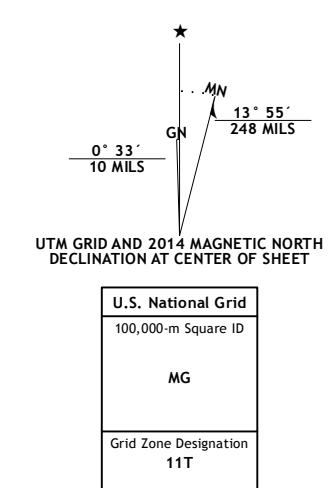 ★
MN
GN
13° 55´
248 MILS
0° 33´
10 MILS
UTM GRID AND 2014 MAGNETIC NORTH
DECLINATION AT CENTER OF SHEET
U.S. National Grid
100,000-m Square ID
MG
Grid Zone Designation
11T